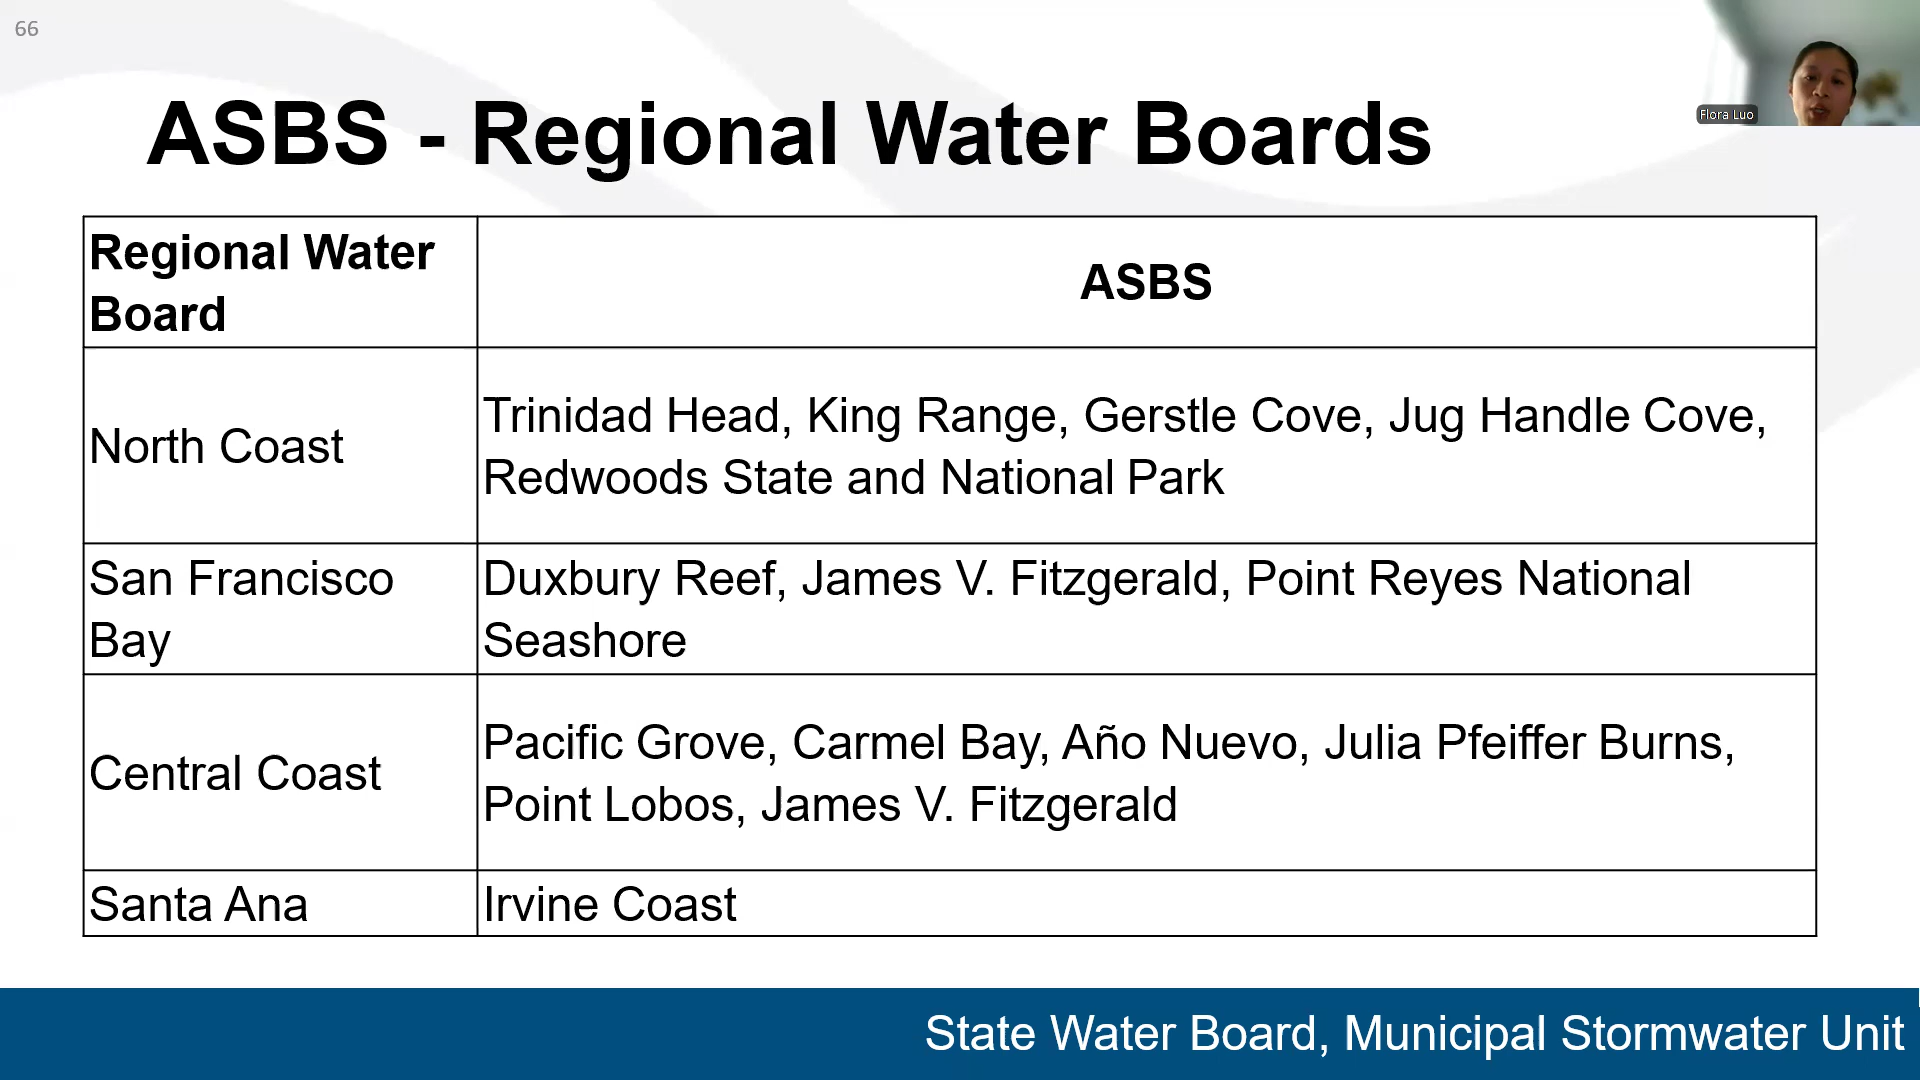 66
Flora Luo
ASBS - Regional Water Boards
Regional Water
Board
ASBS
North Coast
Trinidad Head, King Range, Gerstle Cove, Jug Handle Cove,
Redwoods State and National Park
San Francisco
Bay
Duxbury Reef, James V. Fitzgerald, Point Reyes National
Seashore
Central Coast
Pacific Grove, Carmel Bay, Año Nuevo, Julia Pfeiffer Burns,
Point Lobos, James V. Fitzgerald
Santa Ana
Irvine Coast
State Water Board, Municipal Stormwater Unit